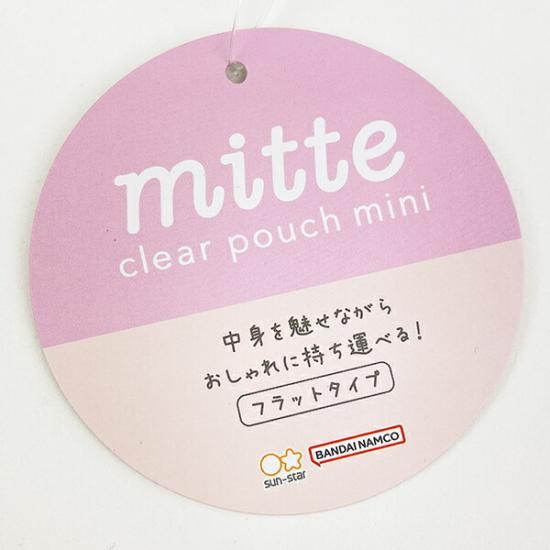 mitte
clear pouch mini
中身を魅せながら
おしゃれに持ち運べる!
フラットタイプ
sun-star
BANDAI NAMCO